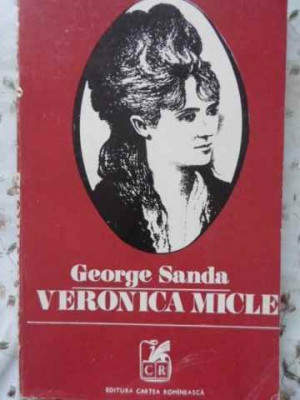 George Sanda
VERONICA MICLE
CR
EDITURA CARTEA ROMÂNEASCĂ